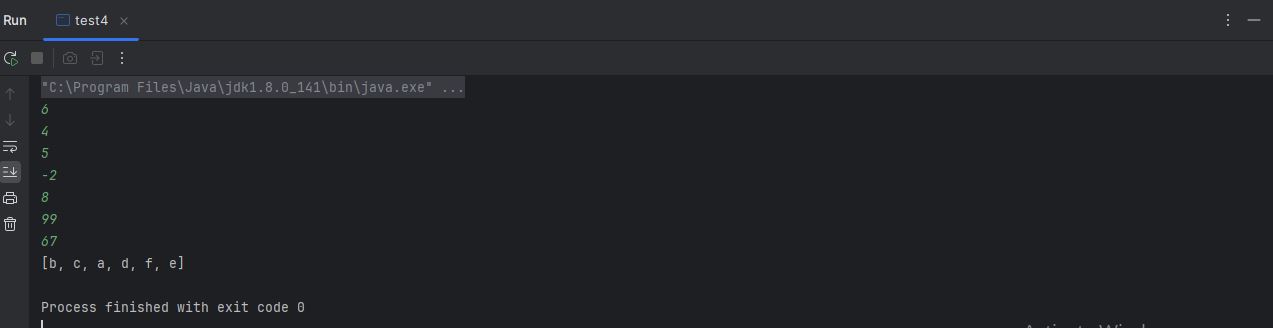 Run test4
"C:\Program Files\Java\jdk1.8.0_141\bin\java.exe" ...
6
4
5
-2
8
99
67
[b, c, a, d, f, e]
Process finished with exit code 0